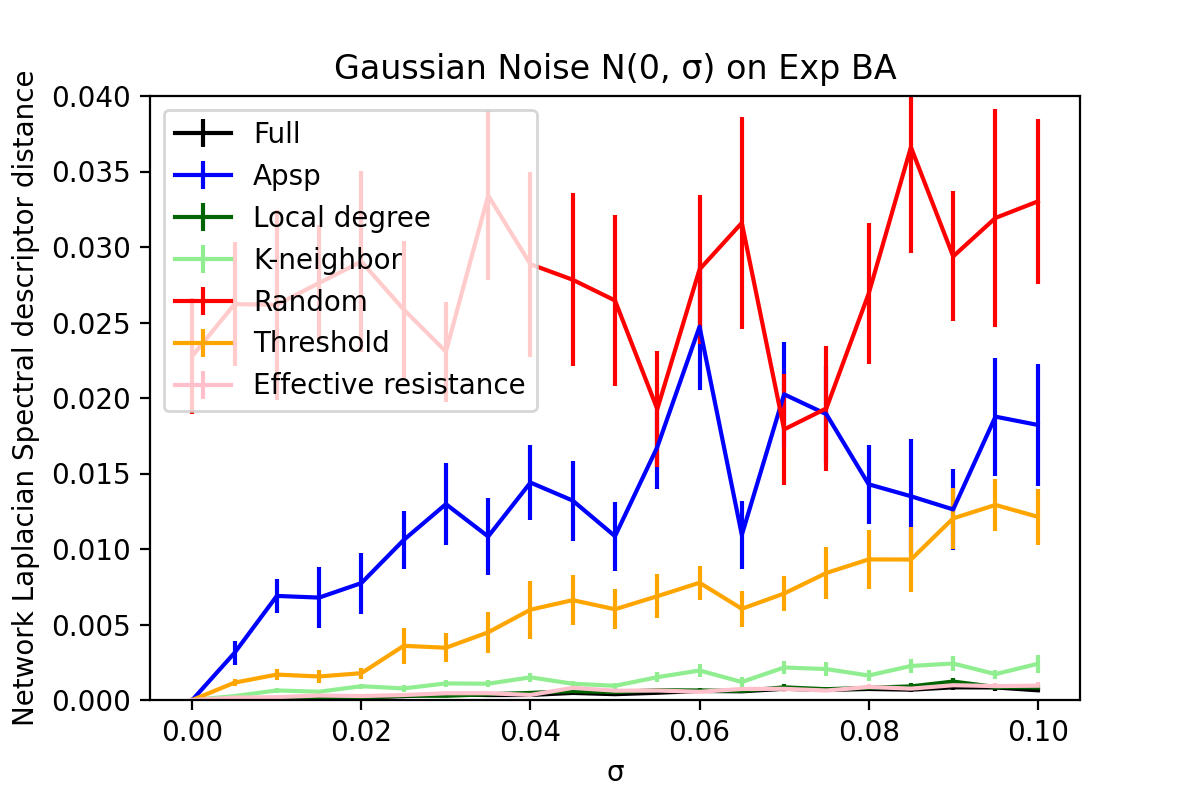 Gaussian Noise N(0, σ) on Exp BA
Network Laplacian Spectral descriptor distance
0.040
0.035
0.030
0.025
0.020
0.015
0.010
0.005
0.000
Full
Apsp
Local degree
K-neighbor
Random
Threshold
Effective resistance
0.00 0.02 0.04 0.06 0.08 0.10
σ